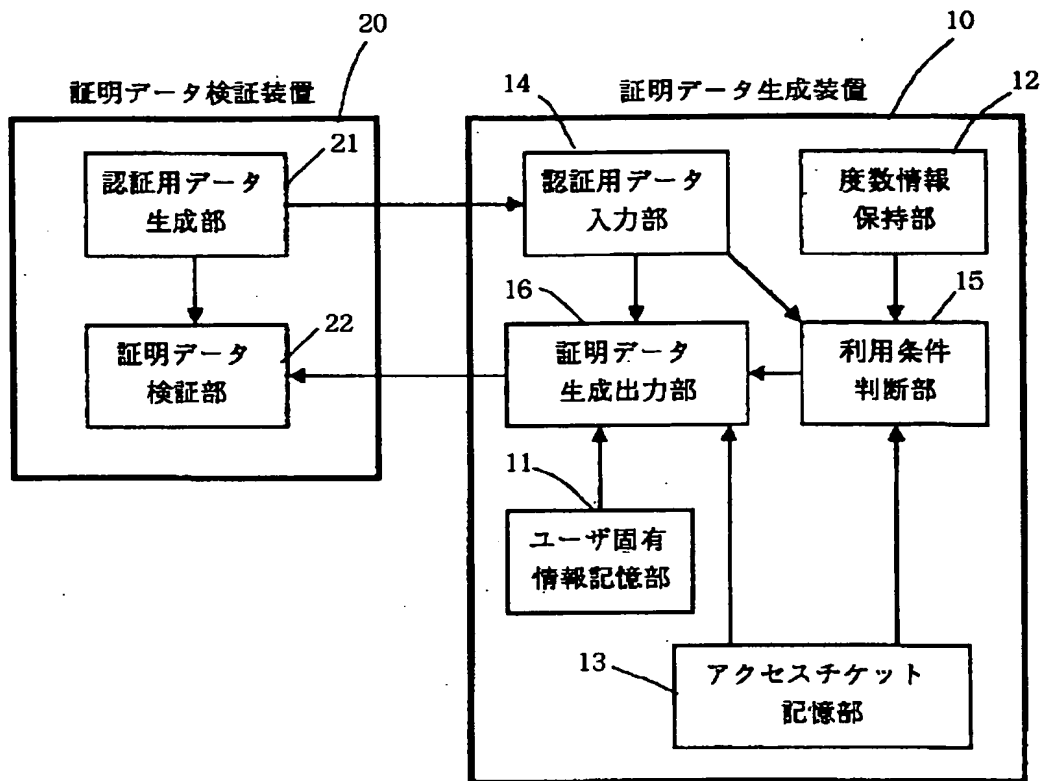 20
証明データ検証装置
21
認証用データ
生成部
22
証明データ
検証部
10
証明データ生成装置
14
認証用データ
入力部
12
度数情報
保持部
16
証明データ
生成出力部
15
利用条件
判断部
11
ユーザ固有
情報記憶部
13
アクセスチケット
記憶部